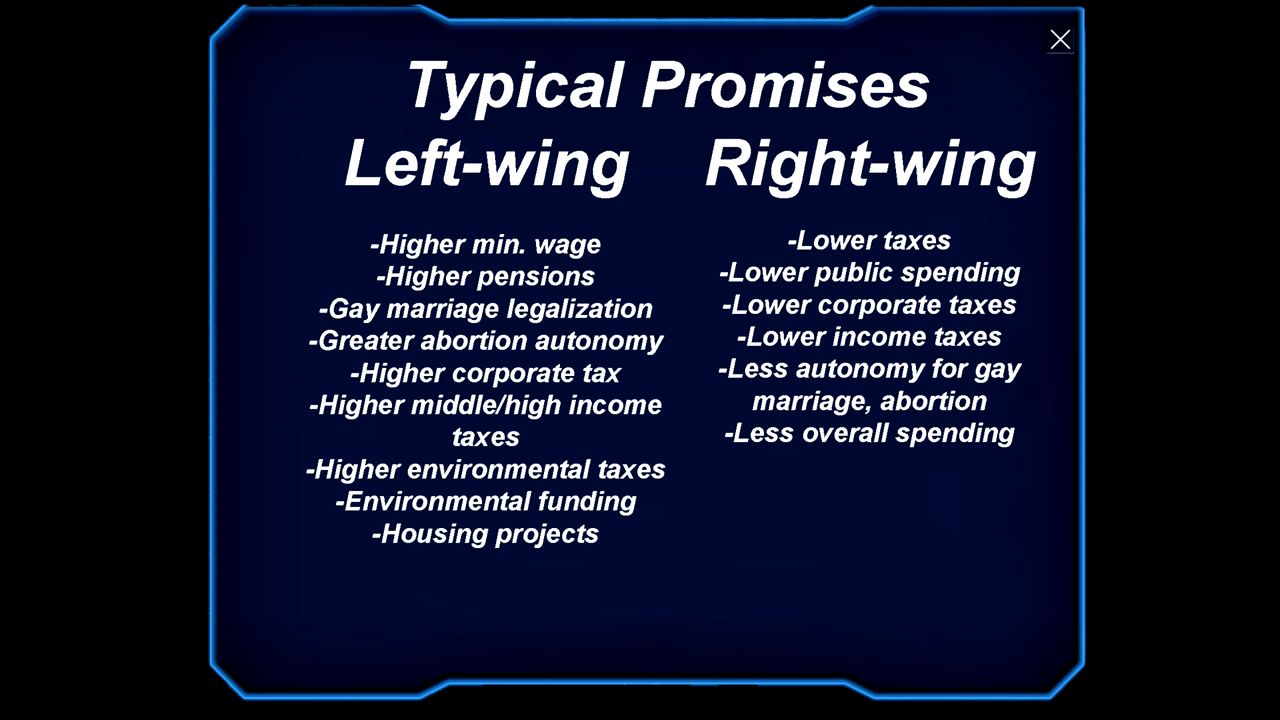 Typical Promises
Left-wing
-Higher min. wage
-Higher pensions
-Gay marriage legalization
-Greater abortion autonomy
-Higher corporate tax
-Higher middle/high income
taxes
-Higher environmental taxes
-Environmental funding
-Housing projects
Right-wing
-Lower taxes
-Lower public spending
-Lower corporate taxes
-Lower income taxes
-Less autonomy for gay
marriage, abortion
-Less overall spending